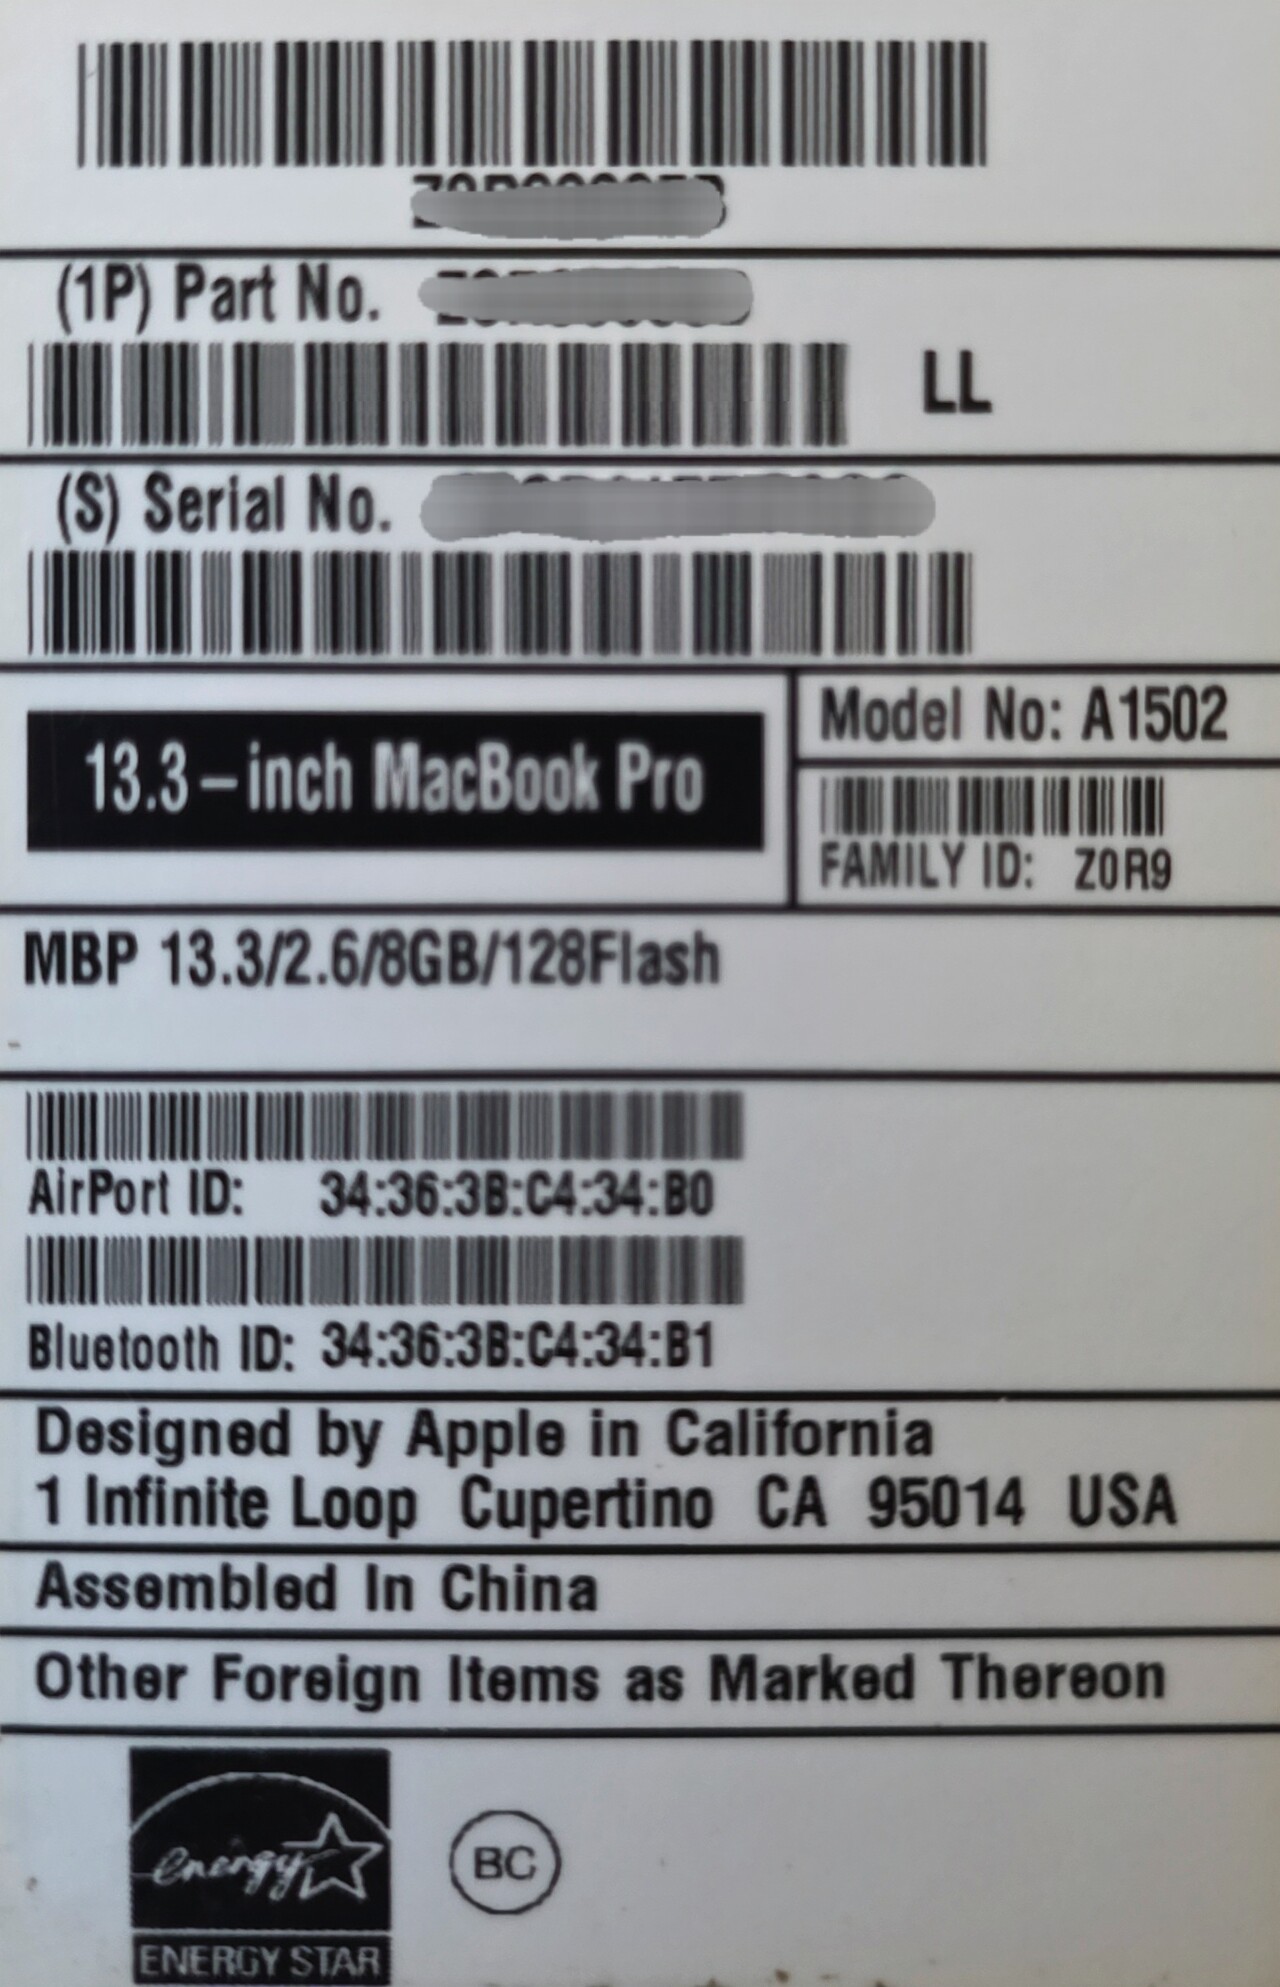 (1P) Part No.
LL
(S) Serial No.
13.3-inch MacBook Pro
Model No: A1502
FAMILY ID: Z0R9
MBP 13.3/2.6/8GB/128Flash
AirPort ID: 34:36:3B:C4:34:B0
Bluetooth ID: 34:36:3B:C4:34:B1
Designed by Apple in California
1 Infinite Loop Cupertino CA 95014 USA
Assembled In China
Other Foreign Items as Marked Thereon
energy
BC
ENERGY STAR